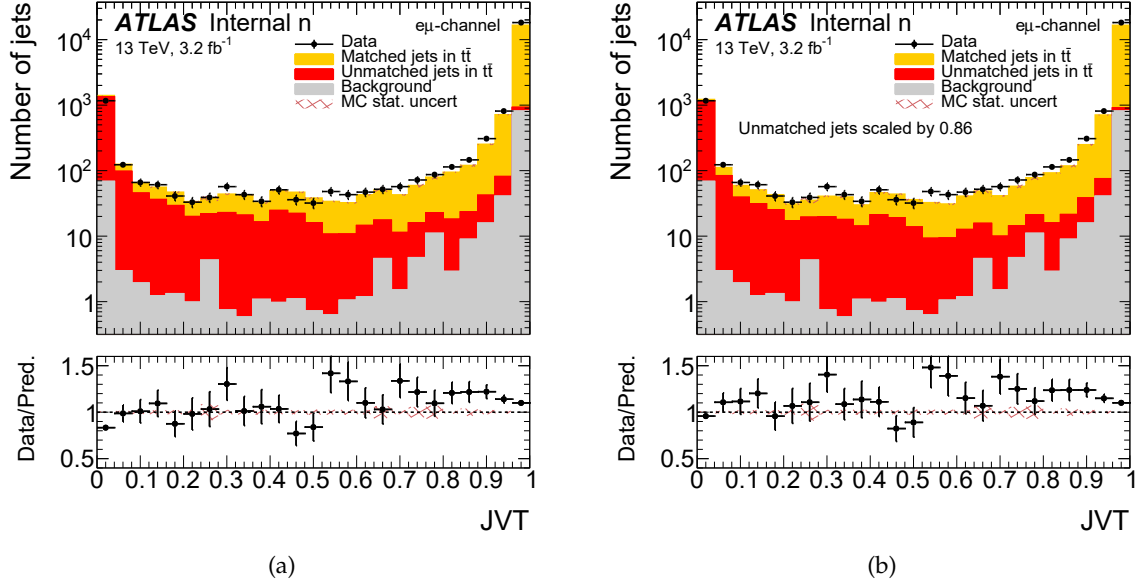 Number of jets
10⁴
10³
10²
10
1
ATLAS Internal n
13 TeV, 3.2 fb⁻¹
eμ-channel
Data
Matched jets in tt̄
Unmatched jets in tt̄
Background
MC stat. uncert
Data/Pred.
1.5
1
0.5
0 0.1 0.2 0.3 0.4 0.5 0.6 0.7 0.8 0.9 1
JVT
(a)
Number of jets
10⁴
10³
10²
10
1
ATLAS Internal n
13 TeV, 3.2 fb⁻¹
eμ-channel
Data
Matched jets in tt̄
Unmatched jets in tt̄
Background
MC stat. uncert
Unmatched jets scaled by 0.86
Data/Pred.
1.5
1
0.5
0 0.1 0.2 0.3 0.4 0.5 0.6 0.7 0.8 0.9 1
JVT
(b)